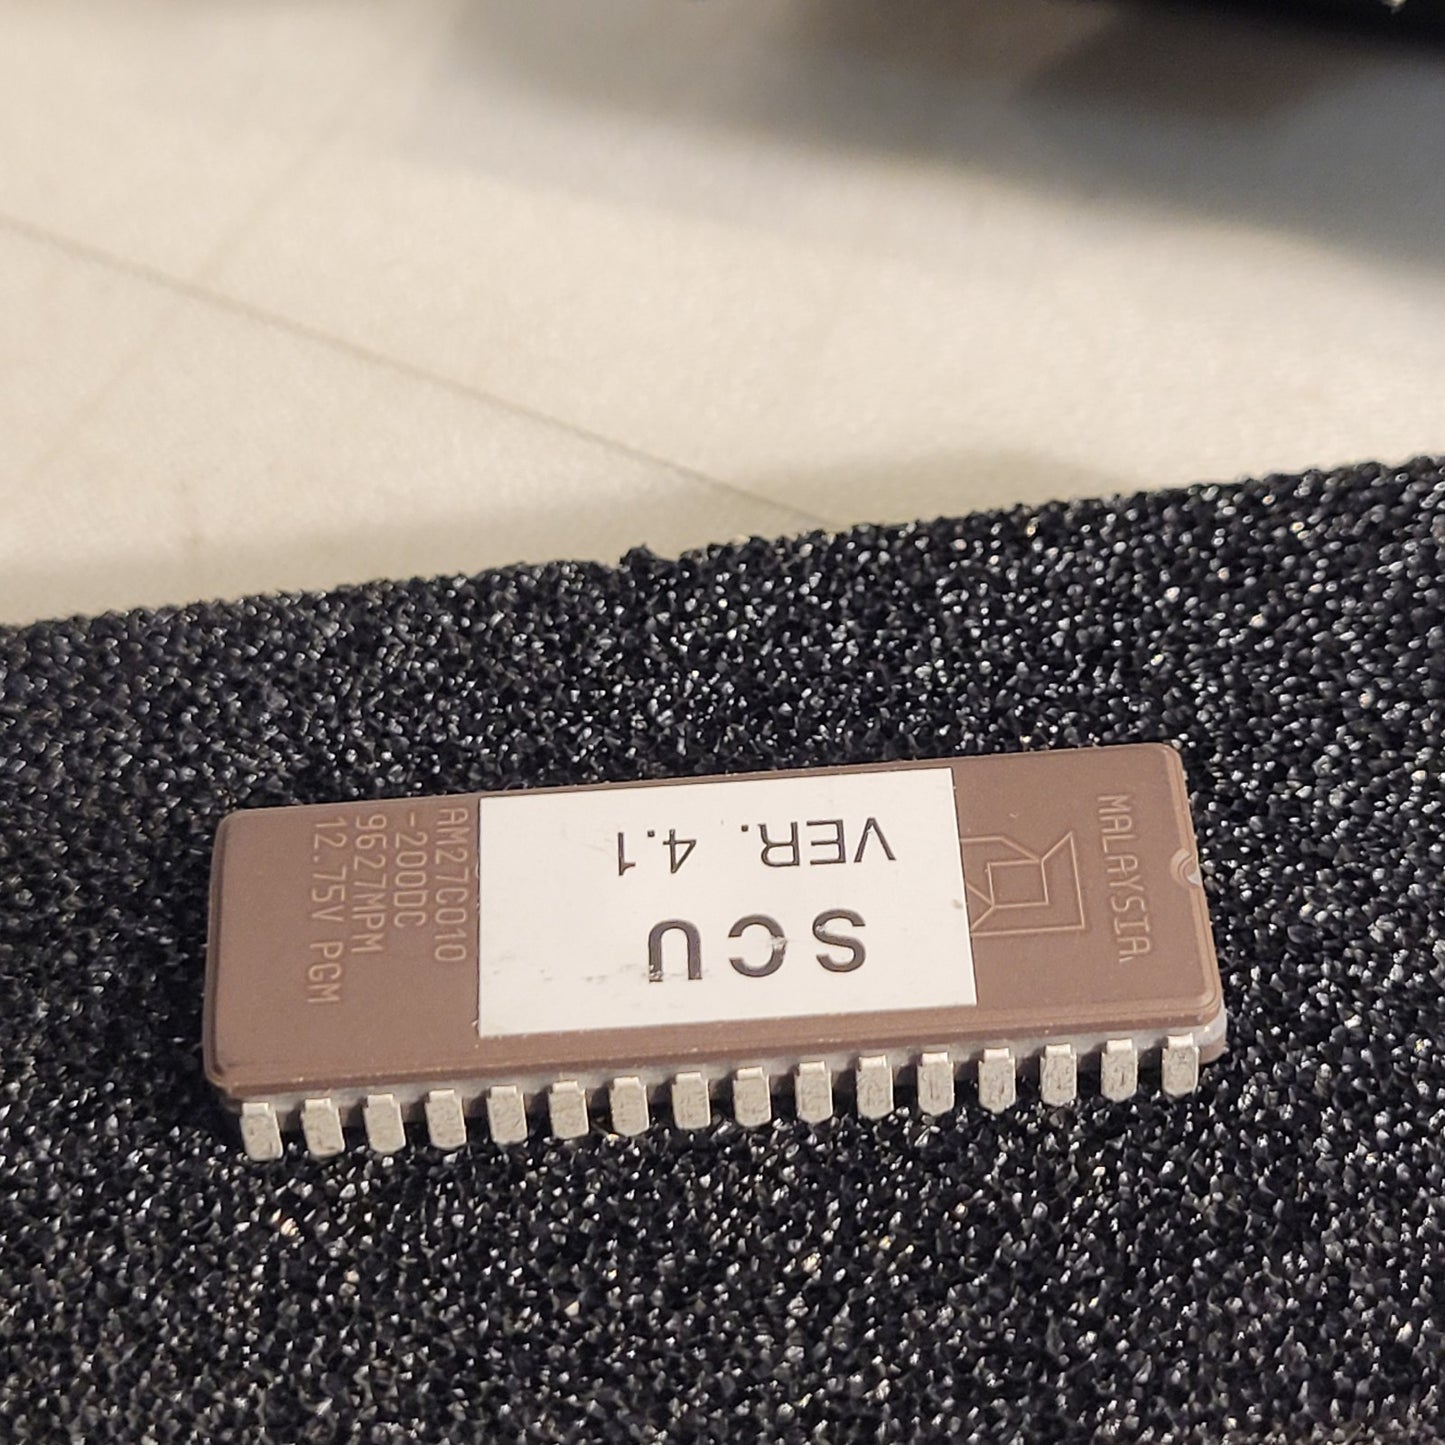 SCU
VER. 4.1
AM27C010
-200DC
9627MPM
12.75V PGM
MALAYSIA